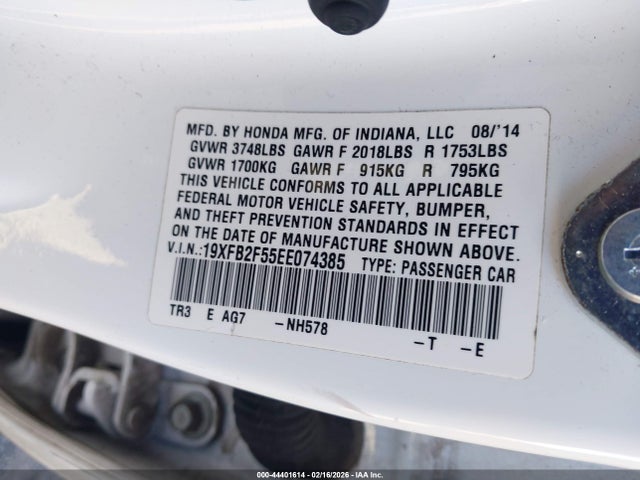 MFD. BY HONDA MFG. OF INDIANA, LLC 08/'14
GVWR 3748LBS GAWR F 2018LBS R 1753LBS
GVWR 1700KG GAWR F 915KG R 795KG
THIS VEHICLE CONFORMS TO ALL APPLICABLE
FEDERAL MOTOR VEHICLE SAFETY, BUMPER,
AND THEFT PREVENTION STANDARDS IN EFFECT
ON THE DATE OF MANUFACTURE SHOWN ABOVE.
V.I.N.:19XFB2F55EE074385 TYPE: PASSENGER CAR
TR3 E AG7 -NH578 -T -E
000-44401614 - 02/16/2026 - IAA Inc.